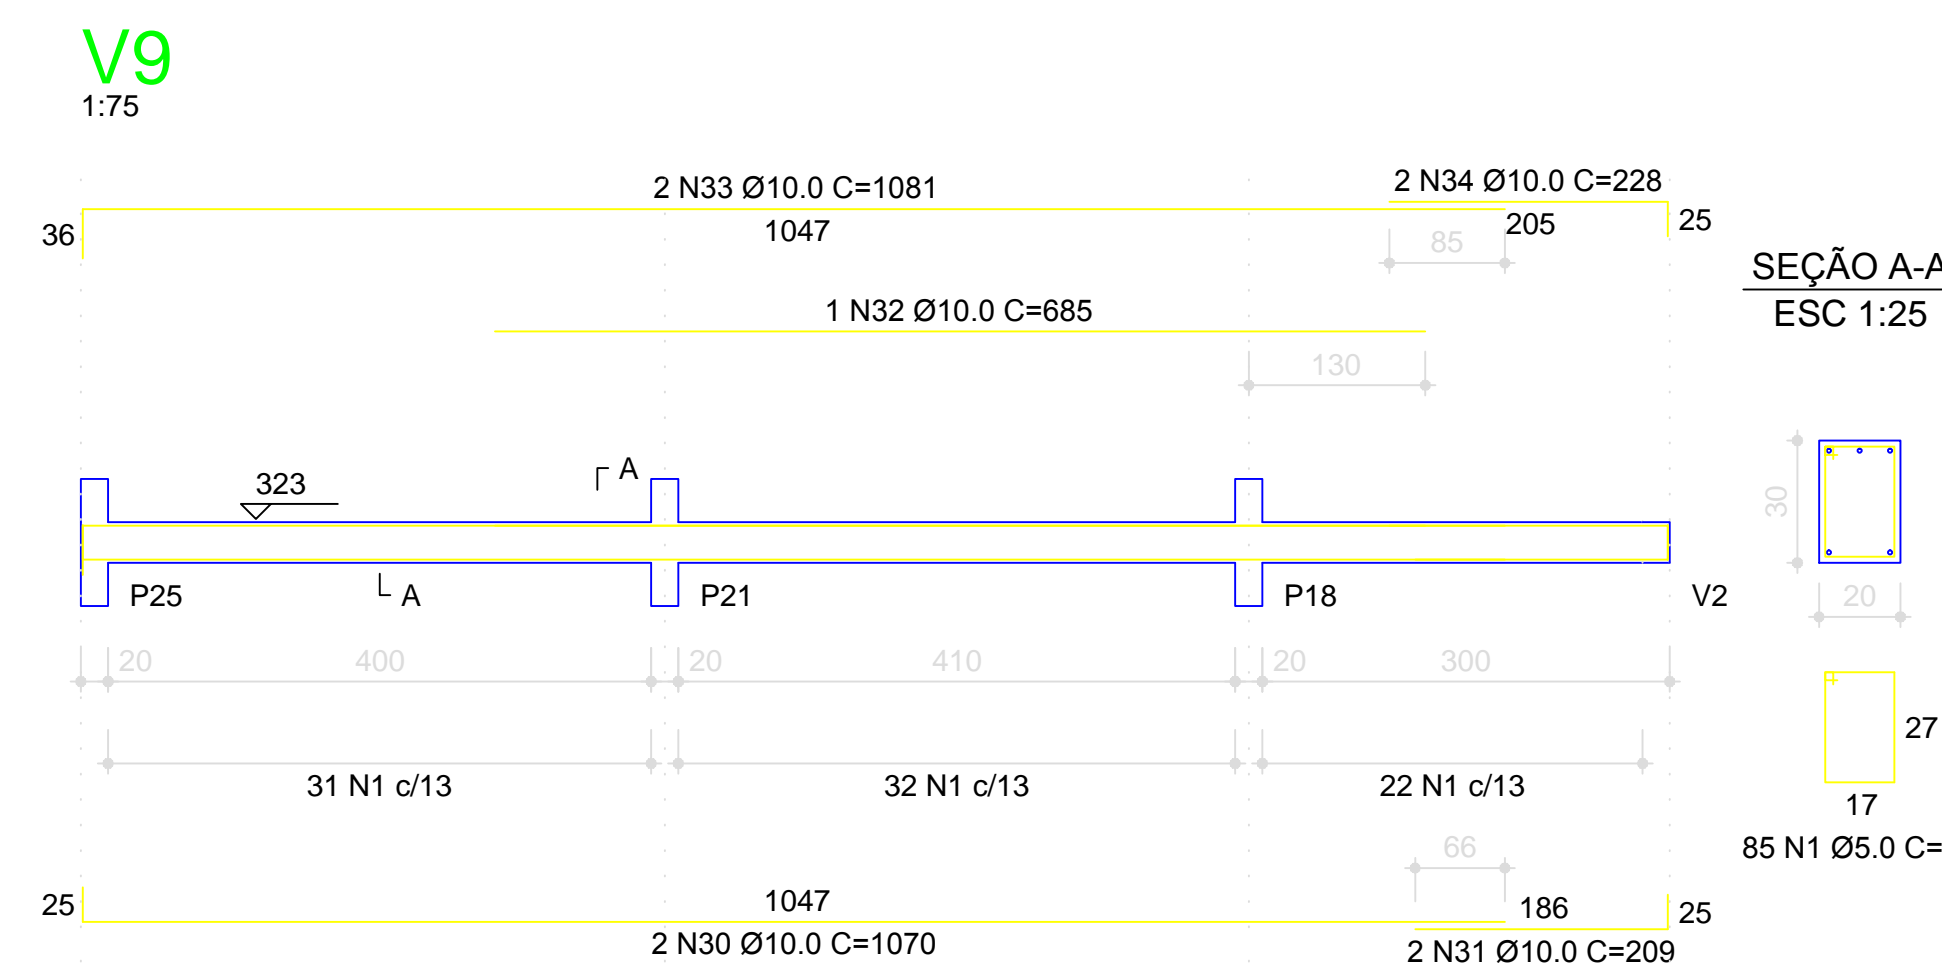 V9
1:75
2 N33 Ø10.0 C=1081
2 N34 Ø10.0 C=228
36
1047
205
25
85
SEÇÃO A-A
ESC 1:25
1 N32 Ø10.0 C=685
130
323
A
A
P25
P21
P18
V2
30
20
20
400
20
410
20
300
31 N1 c/13
32 N1 c/13
22 N1 c/13
27
17
85 N1 Ø5.0 C=
66
25
1047
186
25
2 N30 Ø10.0 C=1070
2 N31 Ø10.0 C=209